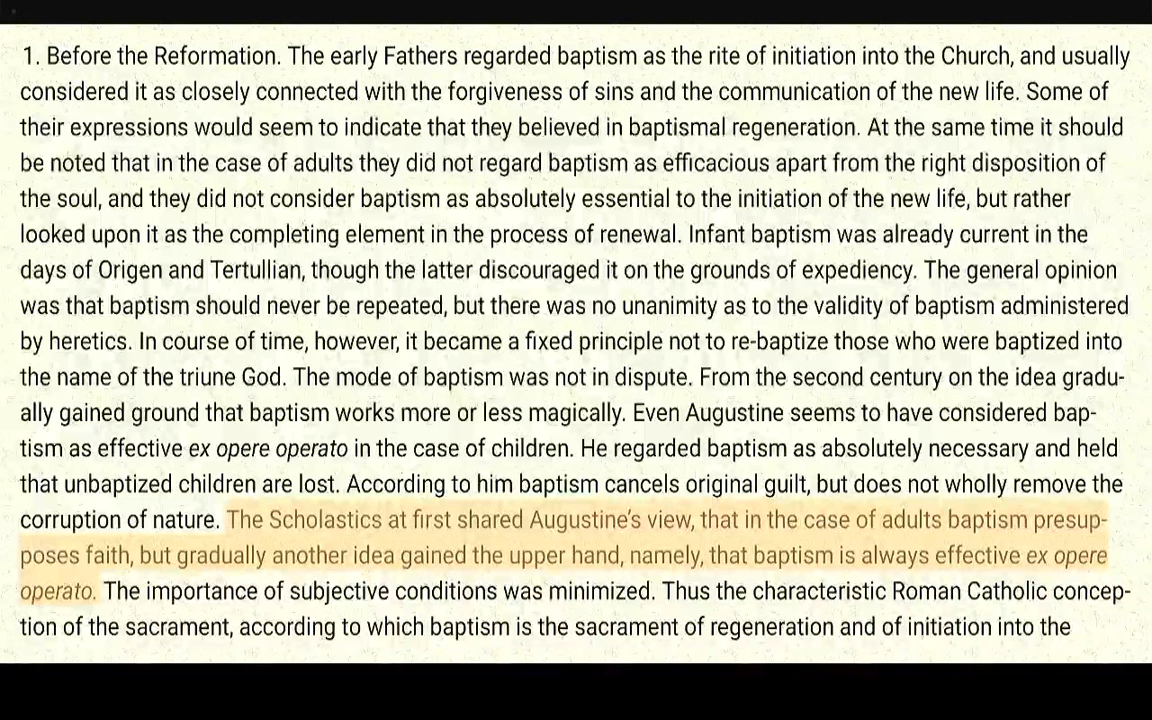 1. Before the Reformation. The early Fathers regarded baptism as the rite of initiation into the Church, and usually
considered it as closely connected with the forgiveness of sins and the communication of the new life. Some of
their expressions would seem to indicate that they believed in baptismal regeneration. At the same time it should
be noted that in the case of adults they did not regard baptism as efficacious apart from the right disposition of
the soul, and they did not consider baptism as absolutely essential to the initiation of the new life, but rather
looked upon it as the completing element in the process of renewal. Infant baptism was already current in the
days of Origen and Tertullian, though the latter discouraged it on the grounds of expediency. The general opinion
was that baptism should never be repeated, but there was no unanimity as to the validity of baptism administered
by heretics. In course of time, however, it became a fixed principle not to re-baptize those who were baptized into
the name of the triune God. The mode of baptism was not in dispute. From the second century on the idea gradu-
ally gained ground that baptism works more or less magically. Even Augustine seems to have considered bap-
tism as effective ex opere operato in the case of children. He regarded baptism as absolutely necessary and held
that unbaptized children are lost. According to him baptism cancels original guilt, but does not wholly remove the
corruption of nature. The Scholastics at first shared Augustine's view, that in the case of adults baptism presup-
poses faith, but gradually another idea gained the upper hand, namely, that baptism is always effective ex opere
operato. The importance of subjective conditions was minimized. Thus the characteristic Roman Catholic concep-
tion of the sacrament, according to which baptism is the sacrament of regeneration and of initiation into the